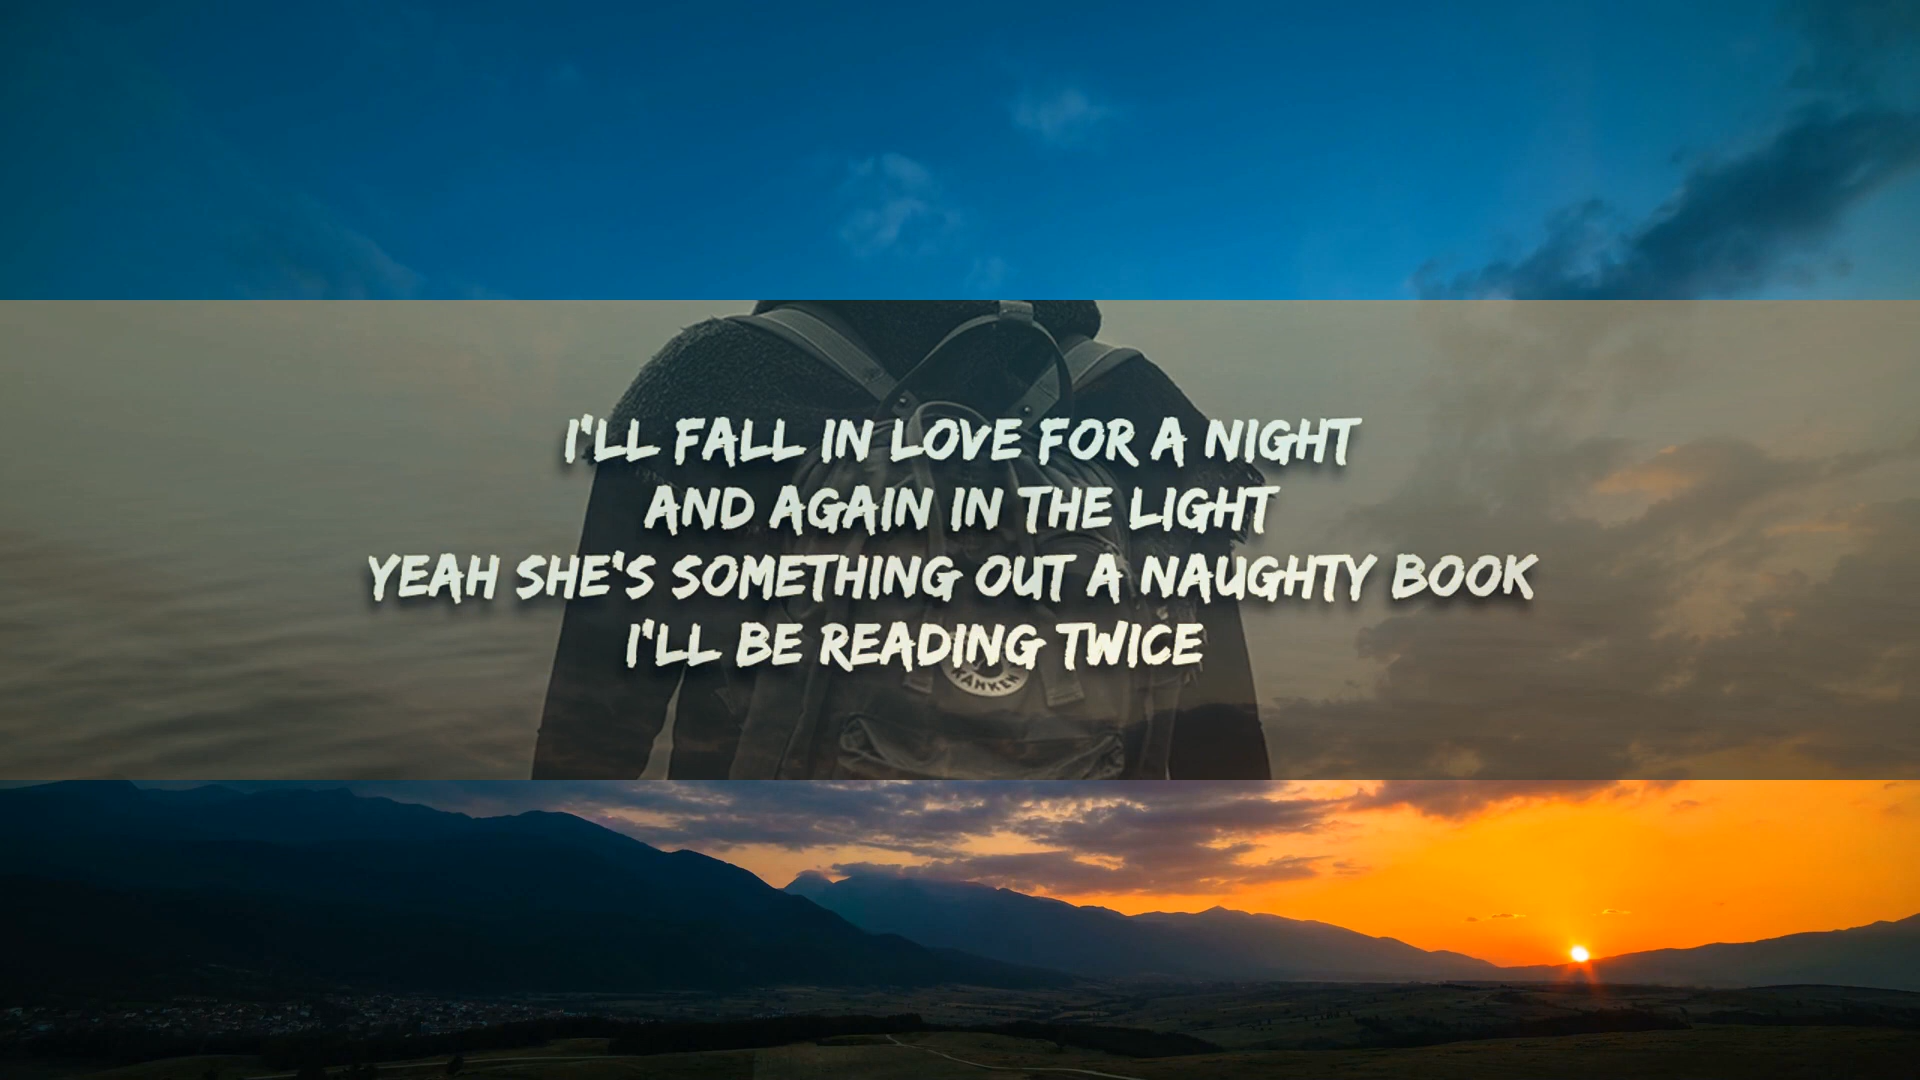 I'LL FALL IN LOVE FOR A NIGHT
AND AGAIN IN THE LIGHT
YEAH SHE'S SOMETHING OUT A NAUGHTY BOOK
I'LL BE READING TWICE
KANKEN